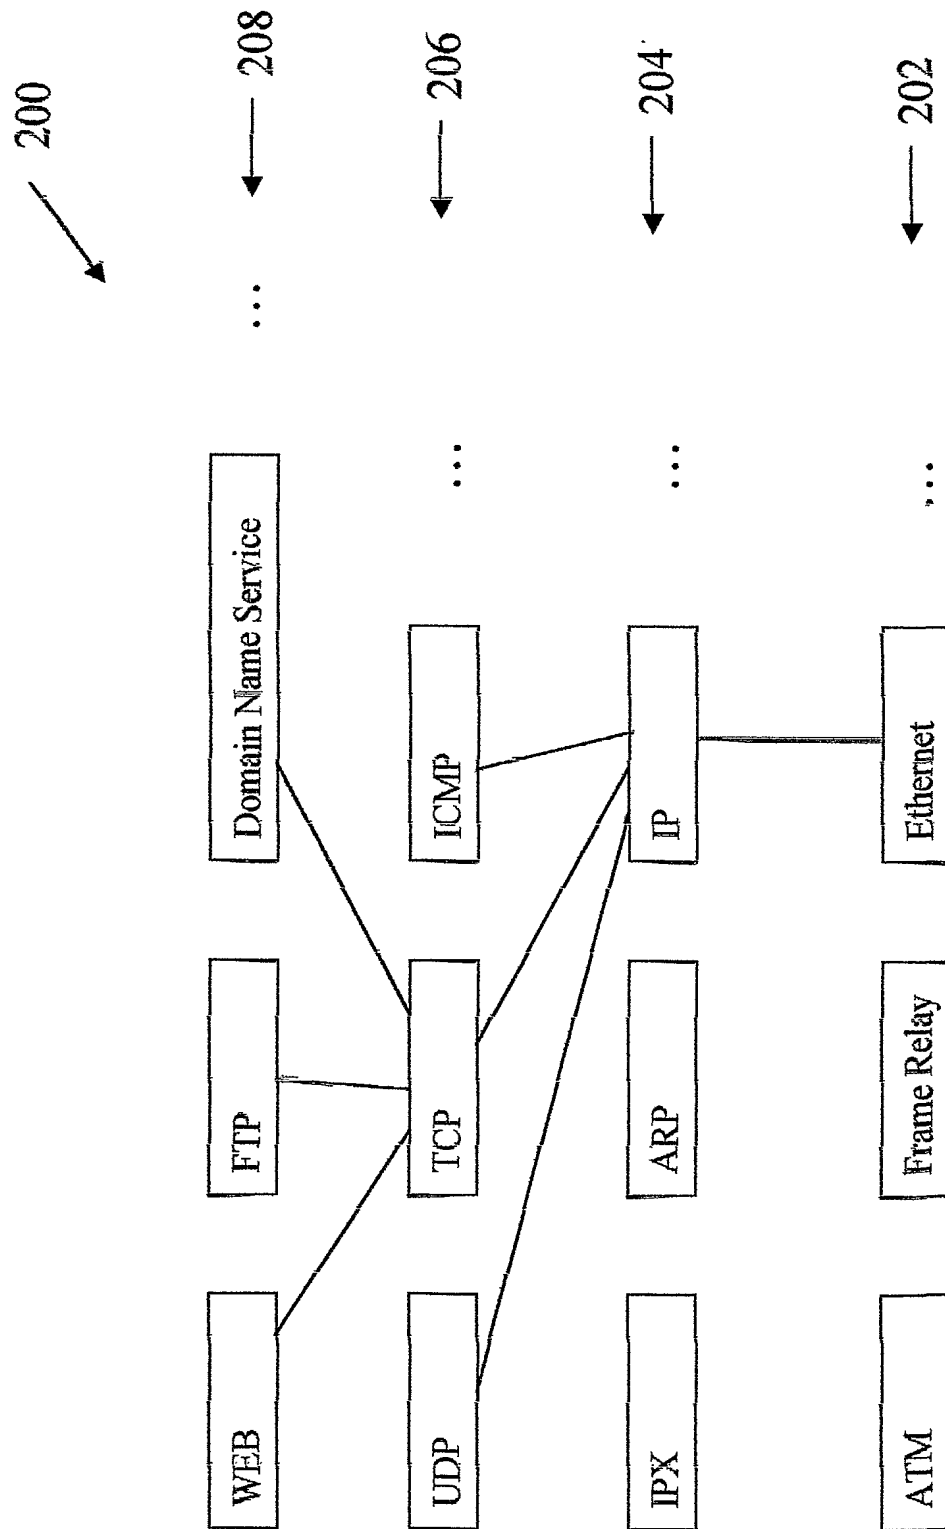 200
WEB FTP Domain Name Service ... 208
UDP TCP ICMP ... 206
IPX ARP IP ... 204
ATM Frame Relay Ethernet ... 202